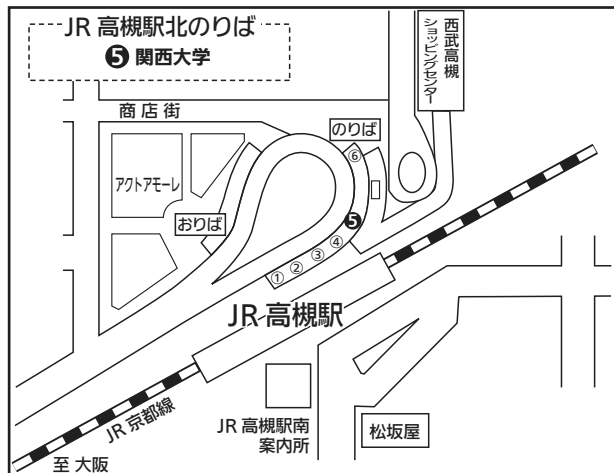 JR 高槻駅北のりば
❺ 関西大学
西武高槻
ショッピングセンター
商店街
のりば
⑥
アクトアモーレ
おりば
❺
④
③
②
①
JR 高槻駅
JR 京都線
JR 高槻駅南
案内所
松坂屋
至 大阪